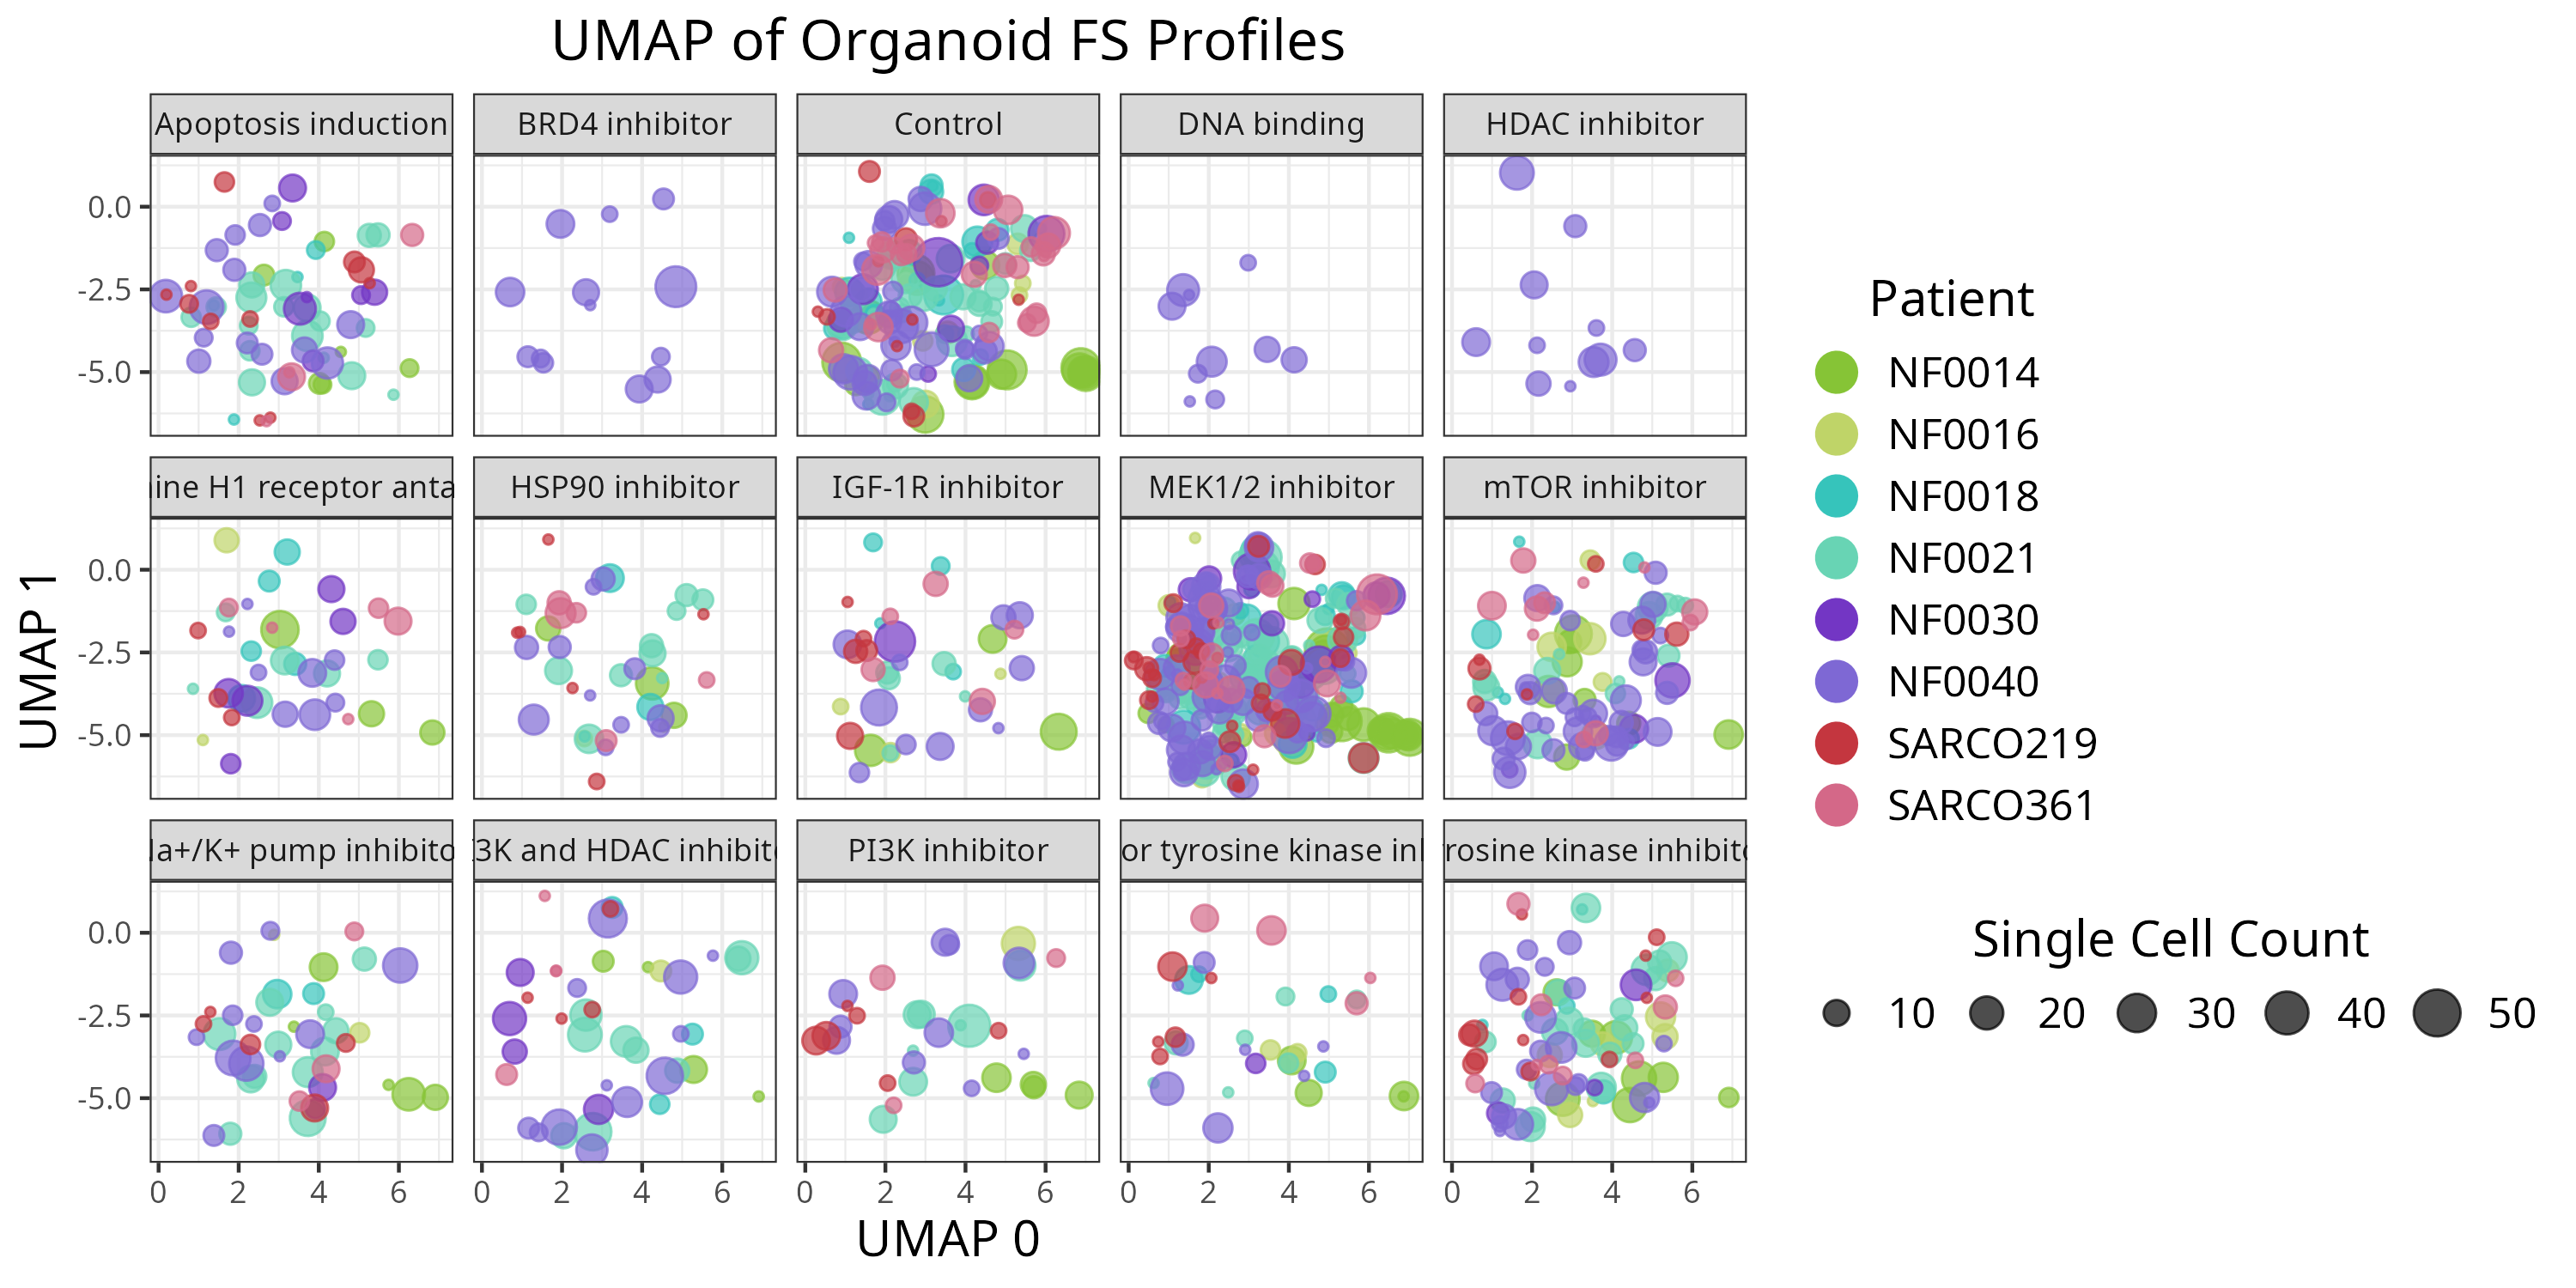 UMAP of Organoid FS Profiles
Apoptosis induction
BRD4 inhibitor
Control
DNA binding
HDAC inhibitor
0.0
-2.5
-5.0
ine H1 receptor anta
HSP90 inhibitor
IGF-1R inhibitor
MEK1/2 inhibitor
mTOR inhibitor
0.0
-2.5
-5.0
a+/K+ pump inhibito
3K and HDAC inhibit
PI3K inhibitor
or tyrosine kinase in
rosine kinase inhibit
0.0
-2.5
-5.0
0 2 4 6
0 2 4 6
0 2 4 6
0 2 4 6
0 2 4 6
UMAP 0
UMAP 1
Patient
NF0014
NF0016
NF0018
NF0021
NF0030
NF0040
SARCO219
SARCO361
Single Cell Count
10 20 30 40 50